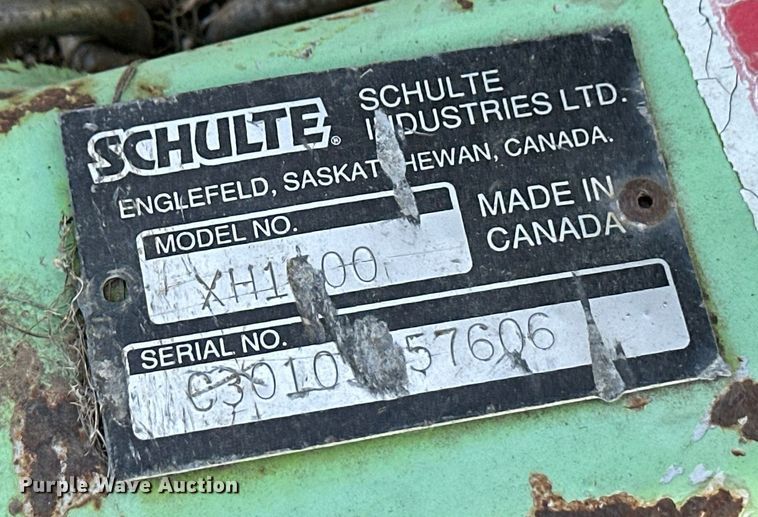 SCHULTE®
SCHULTE
INDUSTRIES LTD.
ENGLEFELD, SASKATCHEWAN, CANADA.
MODEL NO.
MADE IN
CANADA
SERIAL NO.
Purple Wave Auction